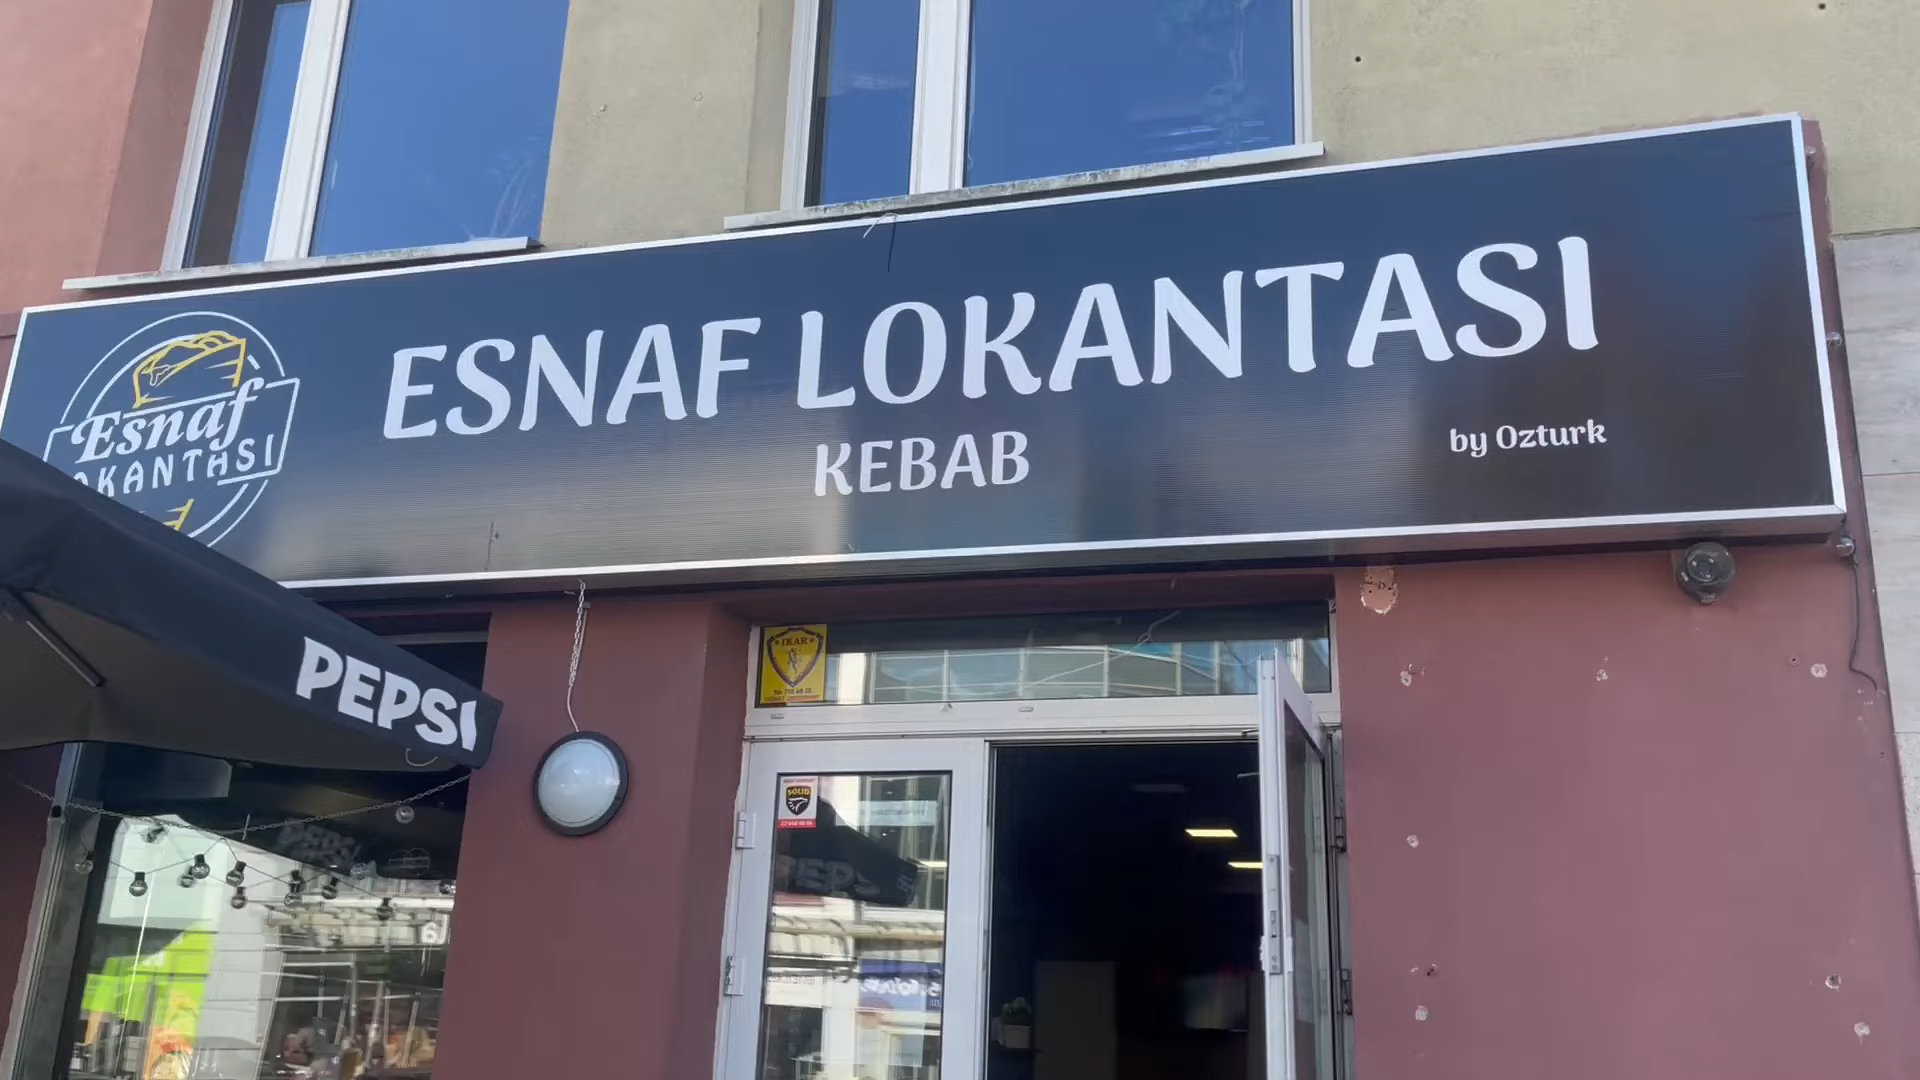 ESNAF LOKANTASI
KEBAB
by Ozturk
Esnaf
OKANTASI
PEPSI
SOLID